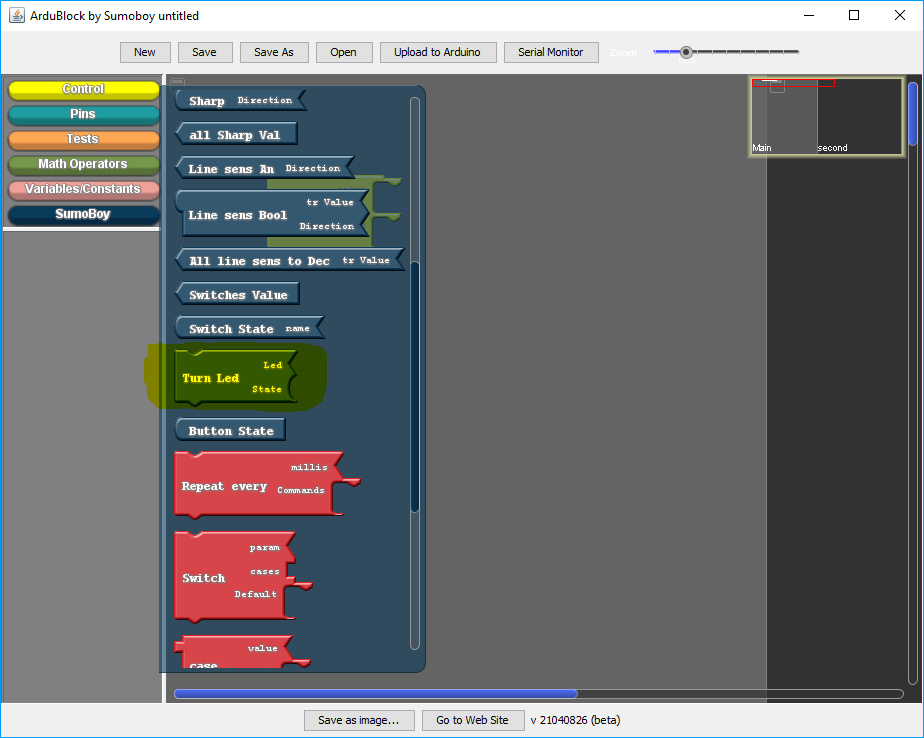 ArduBlock by Sumoboy untitled
New Save Save As Open Upload to Arduino Serial Monitor Zoom
Control
Pins
Tests
Math Operators
Variables/Constants
SumoBoy
Sharp Direction
all Sharp Val
Line sens An Direction
tr Value
Line sens Bool
Direction
All line sens to Dec tr Value
Switches Value
Switch State name
Led
Turn Led
State
Button State
millis
Repeat every Commands
param
cases
Switch
Default
value
case
Main second
Save as image... Go to Web Site v 21040826 (beta)